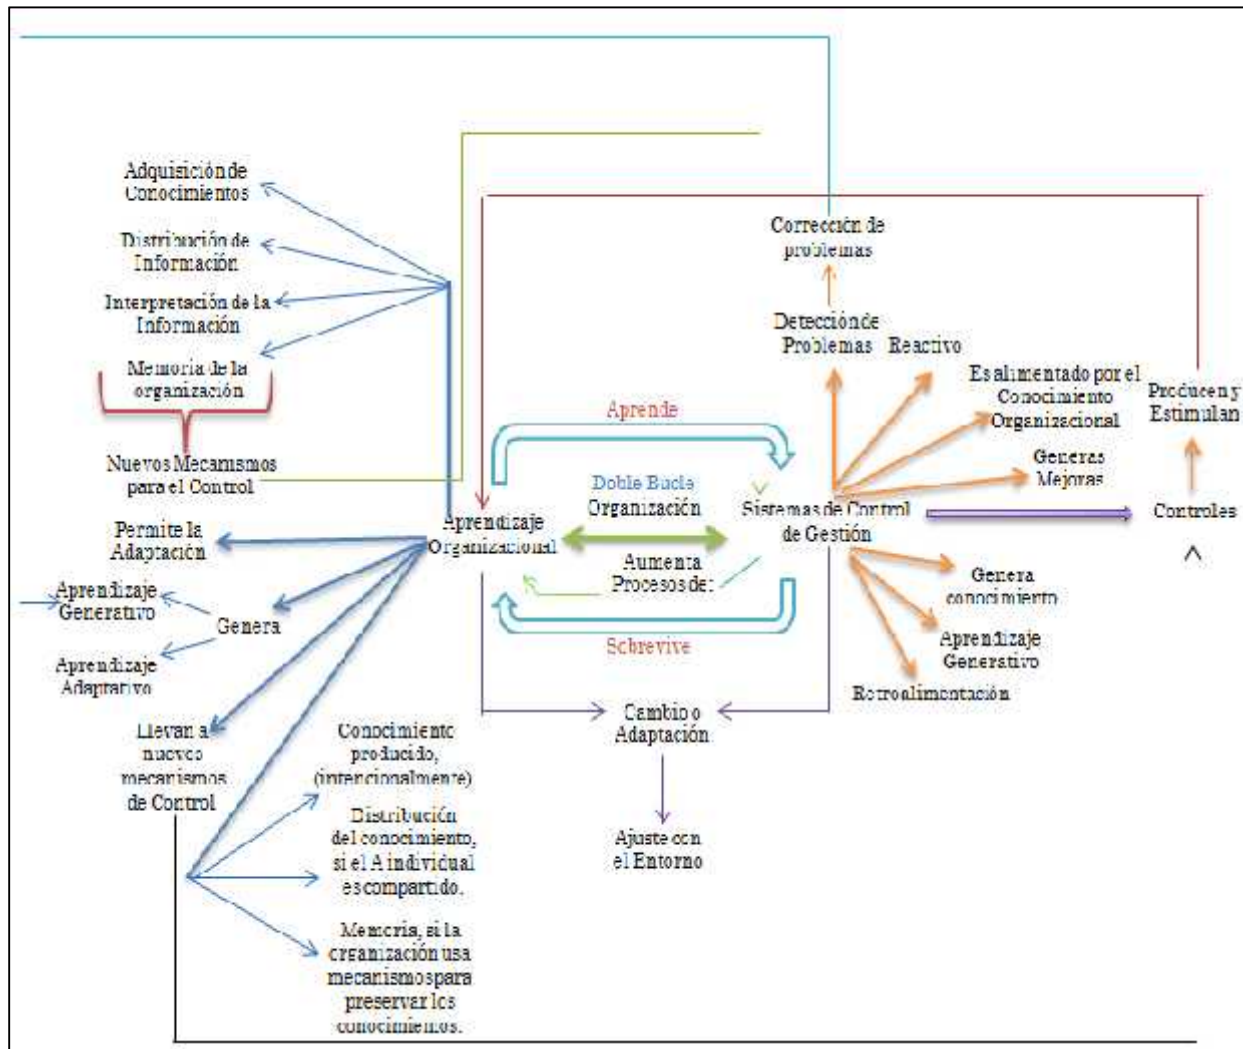 Adquisición de
Conocimientos
Distribución de
Información
Interpretación de la
Información
Memoria de la
organización
Nuevos Mecanismos
para el Control
Permite la
Adaptación
Aprendizaje
Generativo
Genera
Aprendizaje
Adaptativo
Llevan a
nuevos
mecanismos
de Control
Conocimiento
producido,
(intencionalmente)
Distribución
del conocimiento,
si el A individual
es compartido.
Memoria, si la
organización usa
mecanismos para
preservar los
conocimientos.
Aprendizaje
Organizacional
Aprende
Doble Bucle
Organización
Aumenta
Procesos de:
Sobrevive
Cambio o
Adaptación
Ajuste con
el Entorno
Corrección de
problemas
Detección de
Problemas
Reactivo
Es alimentado por el
Conocimiento
Organizacional
Generas
Mejoras
Sistemas de Control
de Gestión
Genera
conocimiento
Aprendizaje
Generativo
Retroalimentación
Producen y
Estimulan
Controles